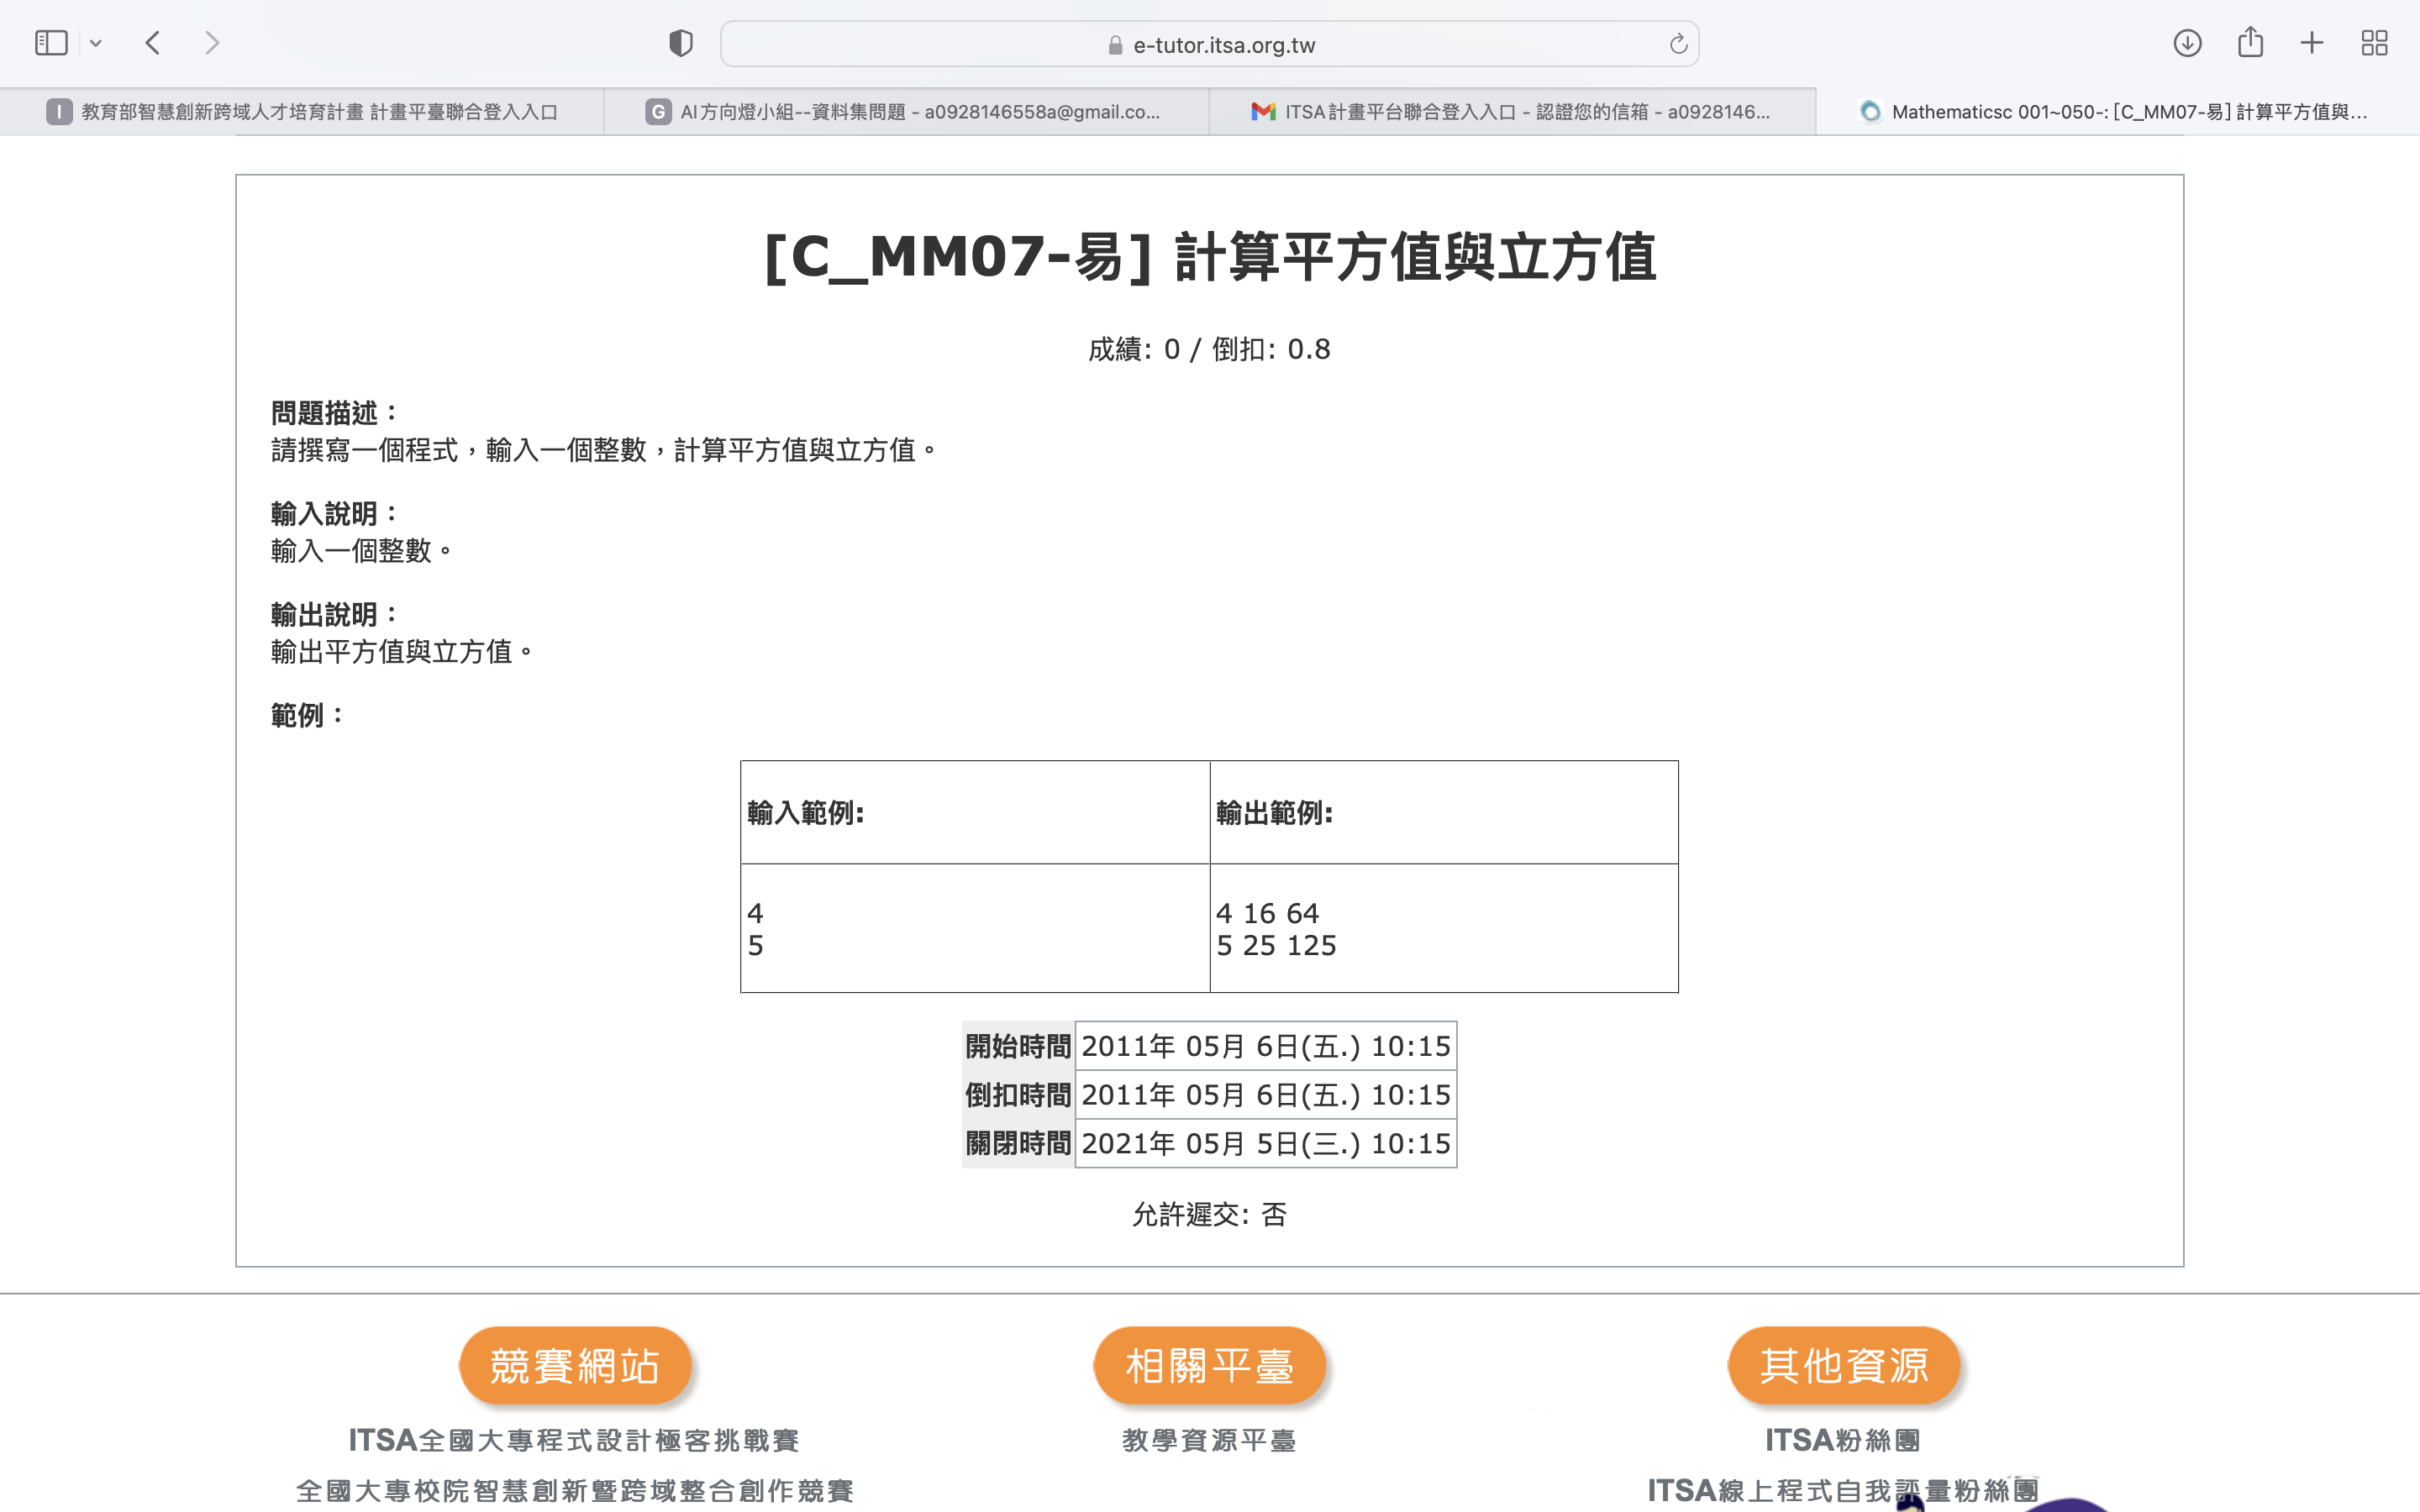 e-tutor.itsa.org.tw
I 教育部智慧創新跨域人才培育計畫 計畫平臺聯合登入入口
G AI方向燈小組--資料集問題 - a0928146558a@gmail.co...
ITSA計畫平台聯合登入入口 - 認證您的信箱 - a0928146...
Mathematicsc 001~050-: [C_MM07-易] 計算平方值與...
[C_MM07-易] 計算平方值與立方值
成績: 0 / 倒扣: 0.8
問題描述：
請撰寫一個程式，輸入一個整數，計算平方值與立方值。
輸入說明：
輸入一個整數。
輸出說明：
輸出平方值與立方值。
範例：
輸入範例: 輸出範例:
4 4 16 64
5 5 25 125
開始時間 2011年 05月 6日(五.) 10:15
倒扣時間 2011年 05月 6日(五.) 10:15
關閉時間 2021年 05月 5日(三.) 10:15
允許遲交: 否
競賽網站 相關平臺 其他資源
ITSA全國大專程式設計極客挑戰賽 教學資源平臺 ITSA粉絲團
全國大專校院智慧創新暨跨域整合創作競賽 ITSA線上程式自我評量粉絲團